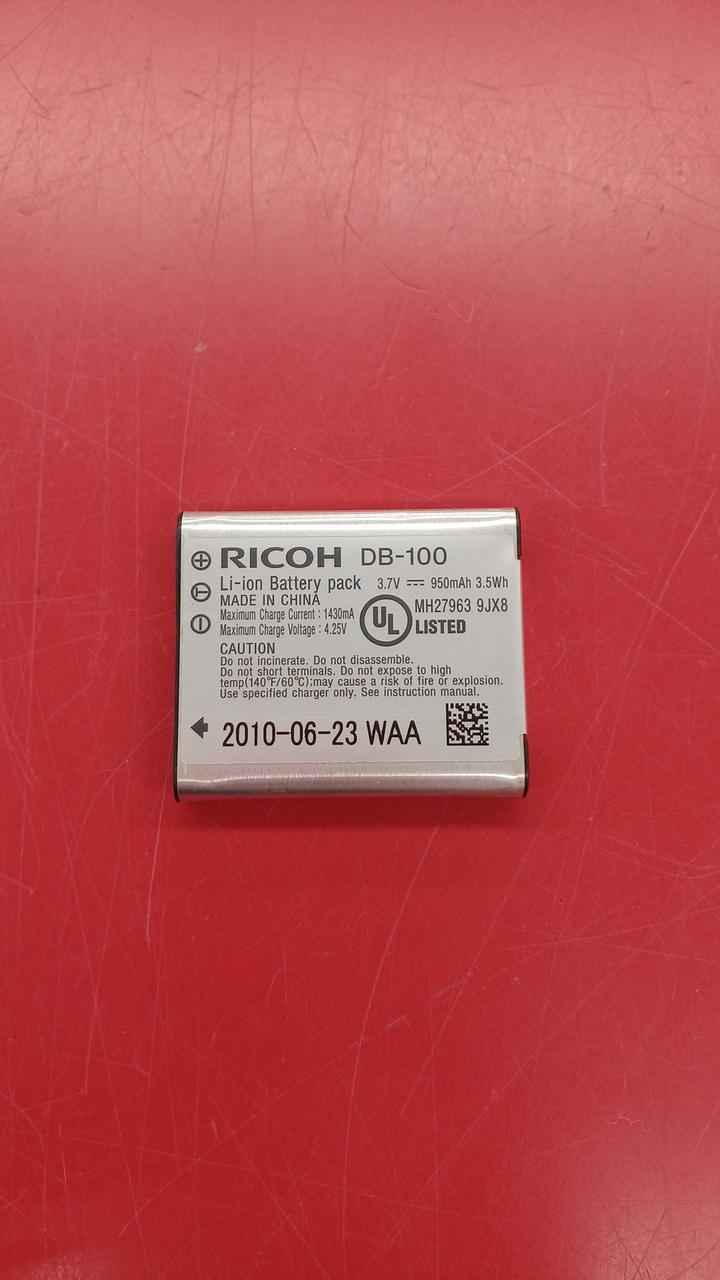 RICOH DB-100
Li-ion Battery pack 3.7V ⎓ 950mAh 3.5Wh
MADE IN CHINA
Maximum Charge Current : 1430mA
Maximum Charge Voltage : 4.25V
UL MH27963 9JX8
LISTED
CAUTION
Do not incinerate. Do not disassemble.
Do not short terminals. Do not expose to high
temp(140°F/60°C);may cause a risk of fire or explosion.
Use specified charger only. See instruction manual.
2010-06-23 WAA